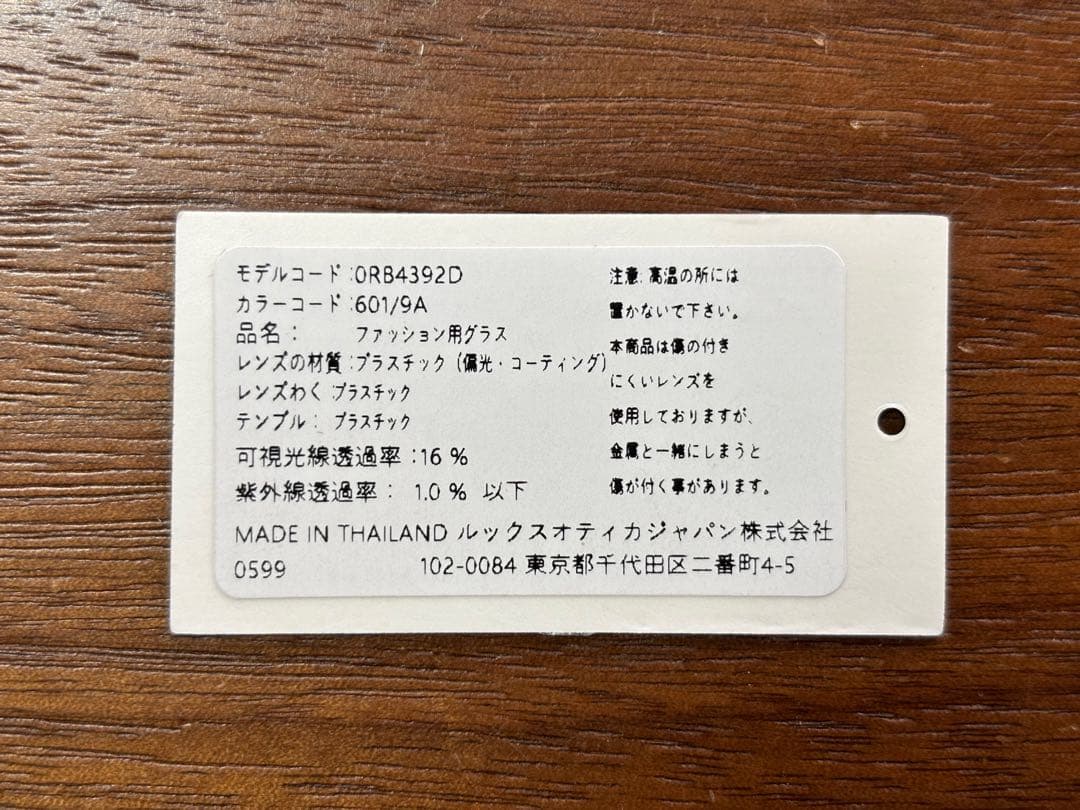 モデルコード:0RB4392D
カラーコード:601/9A
品名: ファッション用グラス
レンズの材質:プラスチック(偏光・コーティング)
レンズわく:プラスチック
テンプル: プラスチック
可視光線透過率:16 %
紫外線透過率: 1.0 % 以下
注意:高温の所には
置かないで下さい。
本商品は傷の付き
にくいレンズを
使用しておりますが、
金属と一緒にしまうと
傷が付く事があります。
MADE IN THAILAND ルックスオティカジャパン株式会社
0599 102-0084 東京都千代田区二番町4-5